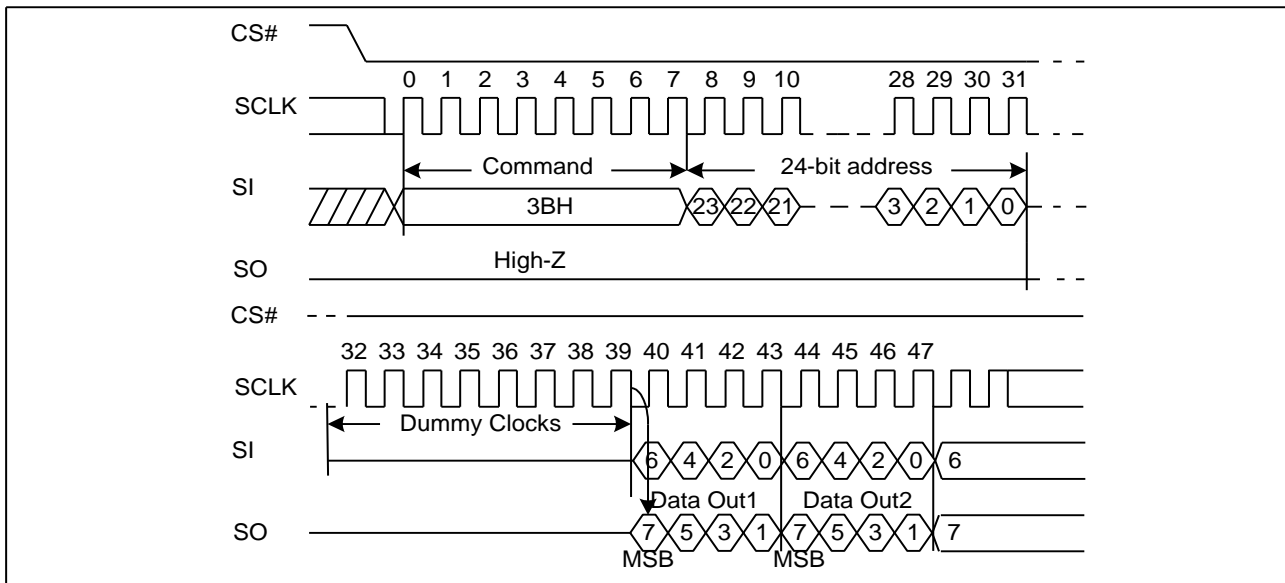 CS#
0 1 2 3 4 5 6 7 8 9 10 28 29 30 31
SCLK
Command 24-bit address
SI
3BH 23 22 21 3 2 1 0
High-Z
SO
CS#
32 33 34 35 36 37 38 39 40 41 42 43 44 45 46 47
SCLK
Dummy Clocks
SI
6 4 2 0 6 4 2 0 6
Data Out1 Data Out2
SO
7 5 3 1 7 5 3 1 7
MSB MSB